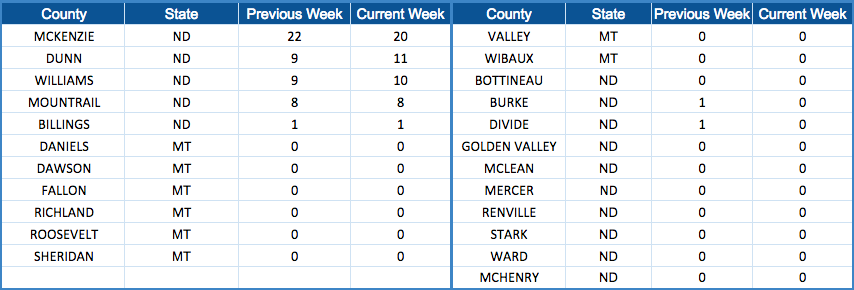 County State Previous Week Current Week County State Previous Week Current Week
MCKENZIE ND 22 20 VALLEY MT 0 0
DUNN ND 9 11 WIBAUX MT 0 0
WILLIAMS ND 9 10 BOTTINEAU ND 0 0
MOUNTRAIL ND 8 8 BURKE ND 1 0
BILLINGS ND 1 1 DIVIDE ND 1 0
DANIELS MT 0 0 GOLDEN VALLEY ND 0 0
DAWSON MT 0 0 MCLEAN ND 0 0
FALLON MT 0 0 MERCER ND 0 0
RICHLAND MT 0 0 RENVILLE ND 0 0
ROOSEVELT MT 0 0 STARK ND 0 0
SHERIDAN MT 0 0 WARD ND 0 0
MCHENRY ND 0 0